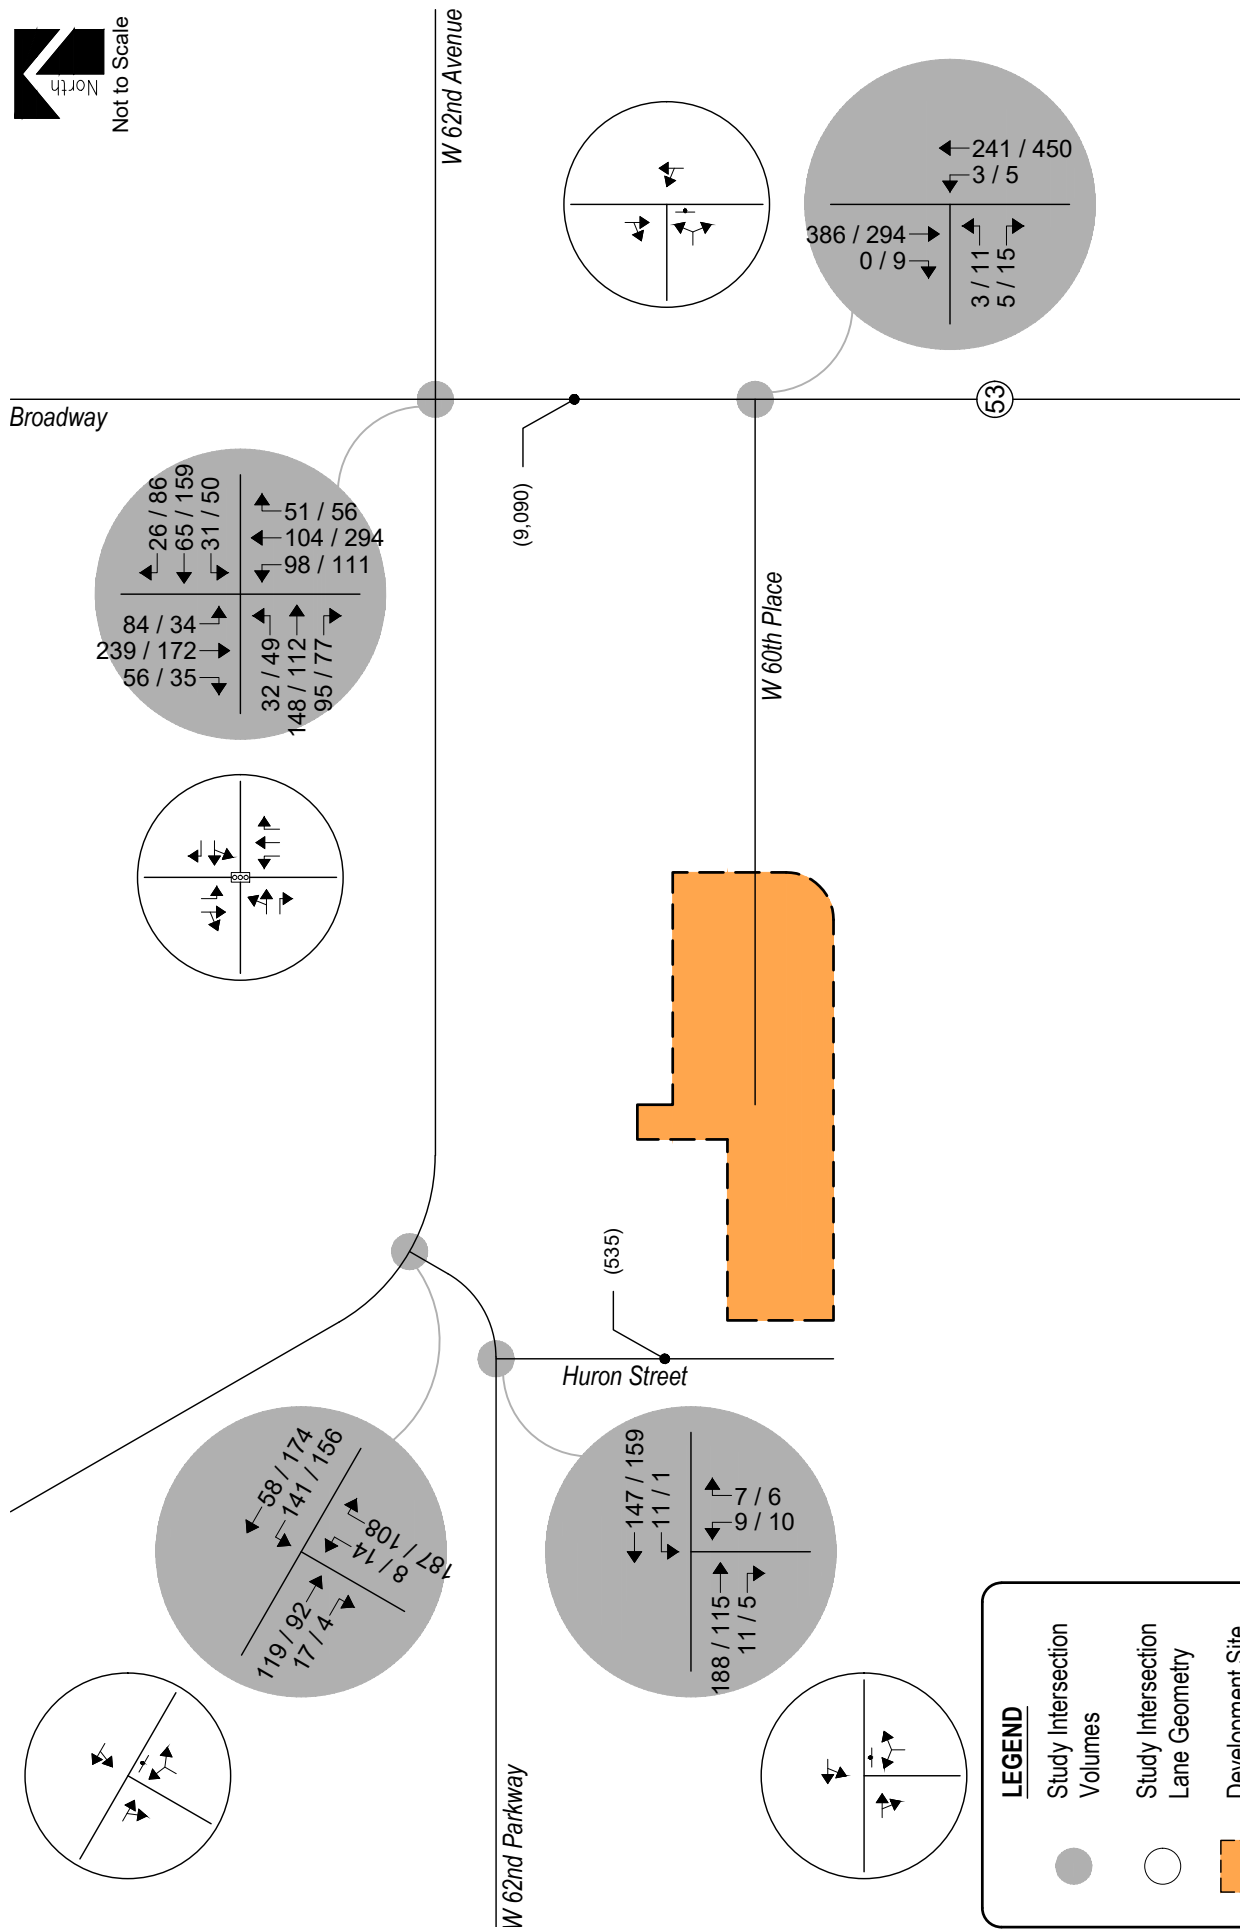 North
Not to Scale
W 62nd Avenue
241 / 450
3 / 5
386 / 294
0 / 9
3 / 11
5 / 15
Broadway
53
(9,090)
26 / 86
65 / 159
31 / 50
51 / 56
104 / 294
98 / 111
84 / 34
239 / 172
56 / 35
32 / 49
148 / 112
95 / 77
W 60th Place
(535)
Huron Street
58 / 174
141 / 156
119 / 92
17 / 4
8 / 14
187 / 108
147 / 159
11 / 1
7 / 6
9 / 10
188 / 115
11 / 5
W 62nd Parkway
LEGEND
Study Intersection
Volumes
Study Intersection
Lane Geometry
Development Site